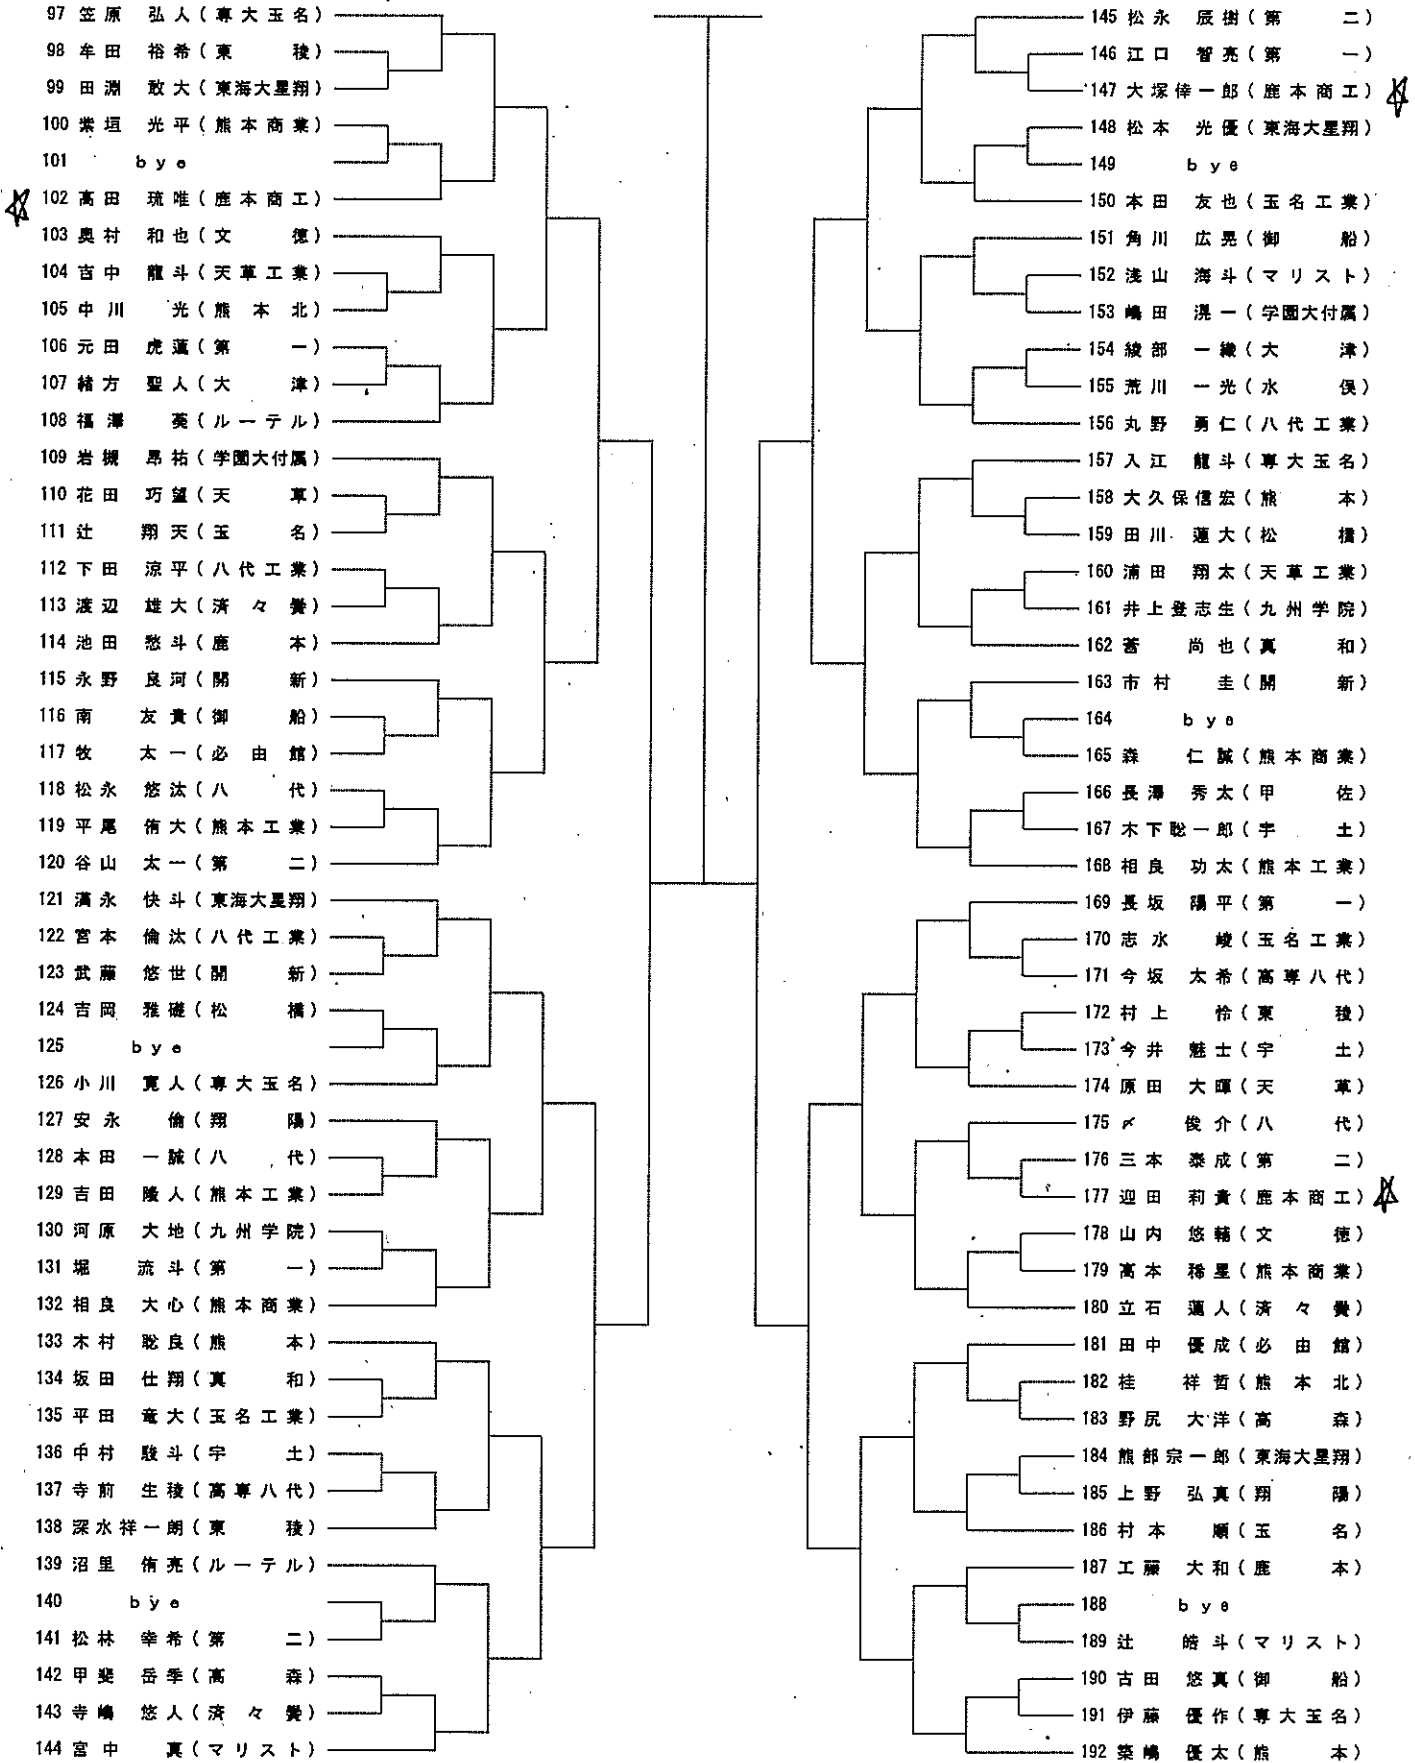 97 笠原 弘人(専大玉名)
98 牟田 裕希(東 稜)
99 田淵 敢大(東海大星翔)
100 柴垣 光平(熊本商業)
101 bye
102 高田 琉唯(鹿本商工)
103 奥村 和也(文 徳)
104 吉中 龍斗(天草工業)
105 中川 光(熊本北)
106 元田 虎蓮(第 一)
107 緒方 聖人(大 津)
108 福澤 葵(ルーテル)
109 岩槻 昂祐(学園大付属)
110 花田 巧望(天 草)
111 辻 翔天(玉 名)
112 下田 涼平(八代工業)
113 渡辺 雄大(済々黌)
114 池田 愁斗(鹿 本)
115 永野 良河(開 新)
116 南 友貴(御 船)
117 牧 太一(必由館)
118 松永 悠汰(八 代)
119 平尾 侑大(熊本工業)
120 谷山 太一(第 二)
121 満永 快斗(東海大星翔)
122 宮本 倫汰(八代工業)
123 武藤 悠世(開 新)
124 吉岡 雅礎(松 橋)
125 bye
126 小川 寛人(専大玉名)
127 安永 倫(翔 陽)
128 本田 一誠(八 代)
129 吉田 隆人(熊本工業)
130 河原 大地(九州学院)
131 堀 流斗(第 一)
132 相良 大心(熊本商業)
133 木村 聡良(熊 本)
134 坂田 仕翔(真 和)
135 平田 竜大(玉名工業)
136 中村 駿斗(宇 土)
137 寺前 生稜(高専八代)
138 深水祥一朗(東 稜)
139 沼里 侑亮(ルーテル)
140 bye
141 松林 幸希(第 二)
142 甲斐 岳季(高 森)
143 寺嶋 悠人(済々黌)
144 宮中 真(マリスト)
145 松永 辰樹(第 二)
146 江口 智亮(第 一)
147 大塚倖一郎(鹿本商工)
148 松本 光優(東海大星翔)
149 bye
150 本田 友也(玉名工業)
151 角川 広晃(御 船)
152 浅山 海斗(マリスト)
153 嶋田 滉一(学園大付属)
154 綾部 一織(大 津)
155 荒川 一光(水 俣)
156 丸野 勇仁(八代工業)
157 入江 龍斗(専大玉名)
158 大久保信宏(熊 本)
159 田川 蓮大(松 橋)
160 浦田 翔太(天草工業)
161 井上登志生(九州学院)
162 尚也(真 和)
163 市村 圭(開 新)
164 bye
165 森 仁誠(熊本商業)
166 長澤 秀太(甲 佐)
167 木下聡一郎(宇 土)
168 相良 功太(熊本工業)
169 長坂 陽平(第 一)
170 志水 崚(玉名工業)
171 今坂 太希(高専八代)
172 村上 怜(東 稜)
173 今井 魅士(宇 土)
174 原田 大暉(天 草)
175 〆 俊介(八 代)
176 三本 泰成(第 二)
177 迎田 莉貴(鹿本商工)
178 山内 悠輔(文 徳)
179 高本 稀星(熊本商業)
180 立石 蓮人(済々黌)
181 田中 優成(必由館)
182 桂 祥哲(熊本北)
183 野尻 大洋(高 森)
184 熊部宗一郎(東海大星翔)
185 上野 弘真(翔 陽)
186 村本 順(玉 名)
187 工藤 大和(鹿 本)
188 bye
189 辻 皓斗(マリスト)
190 古田 悠真(御 船)
191 伊藤 優作(専大玉名)
192 築嶋 優太(熊 本)